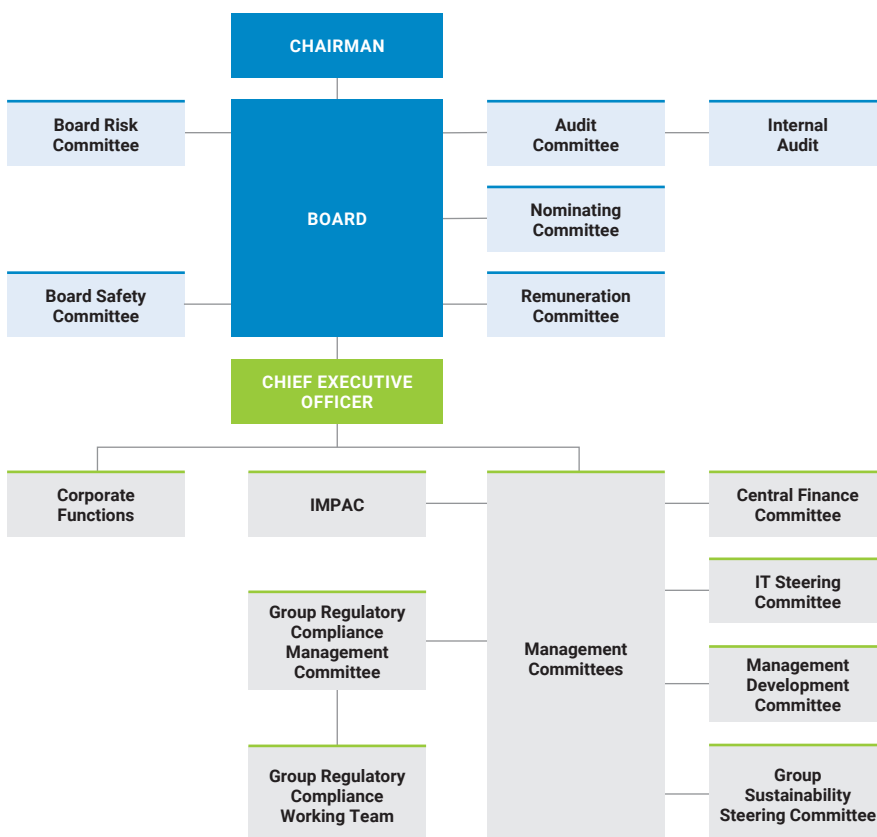 CHAIRMAN
Board Risk
Committee
BOARD
Audit
Committee
Internal
Audit
Nominating
Committee
Board Safety
Committee
Remuneration
Committee
CHIEF EXECUTIVE
OFFICER
Corporate
Functions
IMPAC
Management
Committees
Central Finance
Committee
IT Steering
Committee
Group Regulatory
Compliance
Management
Committee
Management
Development
Committee
Group Regulatory
Compliance
Working Team
Group
Sustainability
Steering Committee